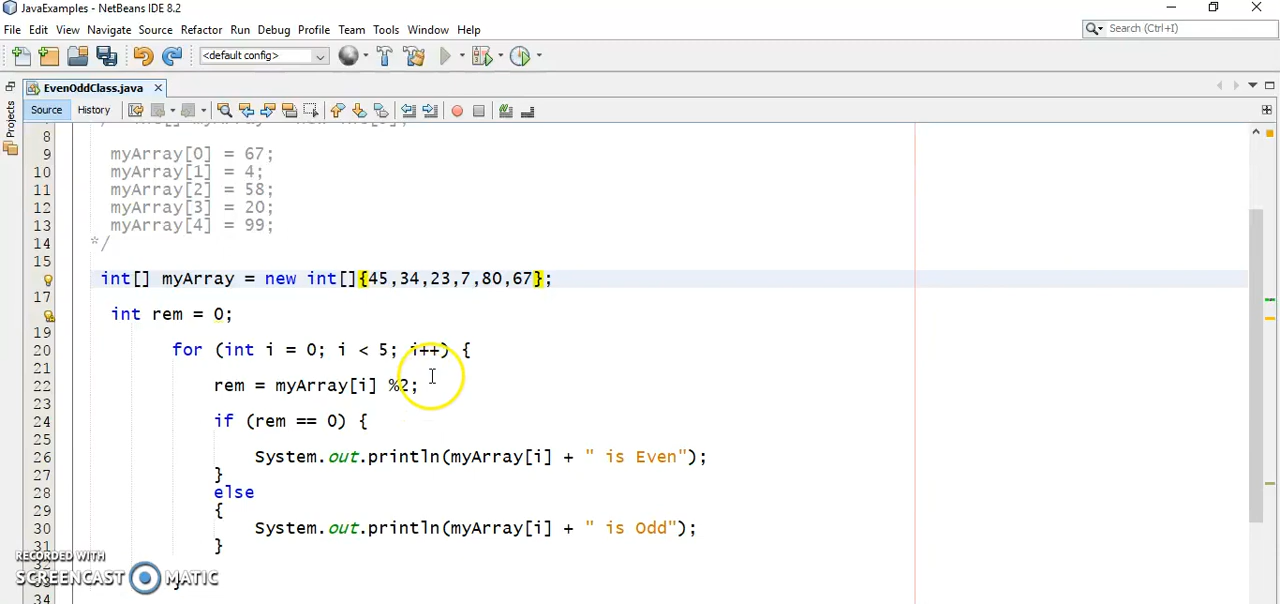 JavaExamples - NetBeans IDE 8.2
File Edit View Navigate Source Refactor Run Debug Profile Team Tools Window Help
Search (Ctrl+I)
<default config>
EvenOddClass.java
Source History
Projects
8
9 myArray[0] = 67;
10 myArray[1] = 4;
11 myArray[2] = 58;
12 myArray[3] = 20;
13 myArray[4] = 99;
14 */
15
int[] myArray = new int[]{45,34,23,7,80,67};
17
int rem = 0;
19
20 for (int i = 0; i < 5; i++) {
21
22 rem = myArray[i] %2;
23
24 if (rem == 0) {
25
26 System.out.println(myArray[i] + " is Even");
27 }
28 else
29 {
30 System.out.println(myArray[i] + " is Odd");
31 }
34
RECORDED WITH
SCREENCAST MATIC